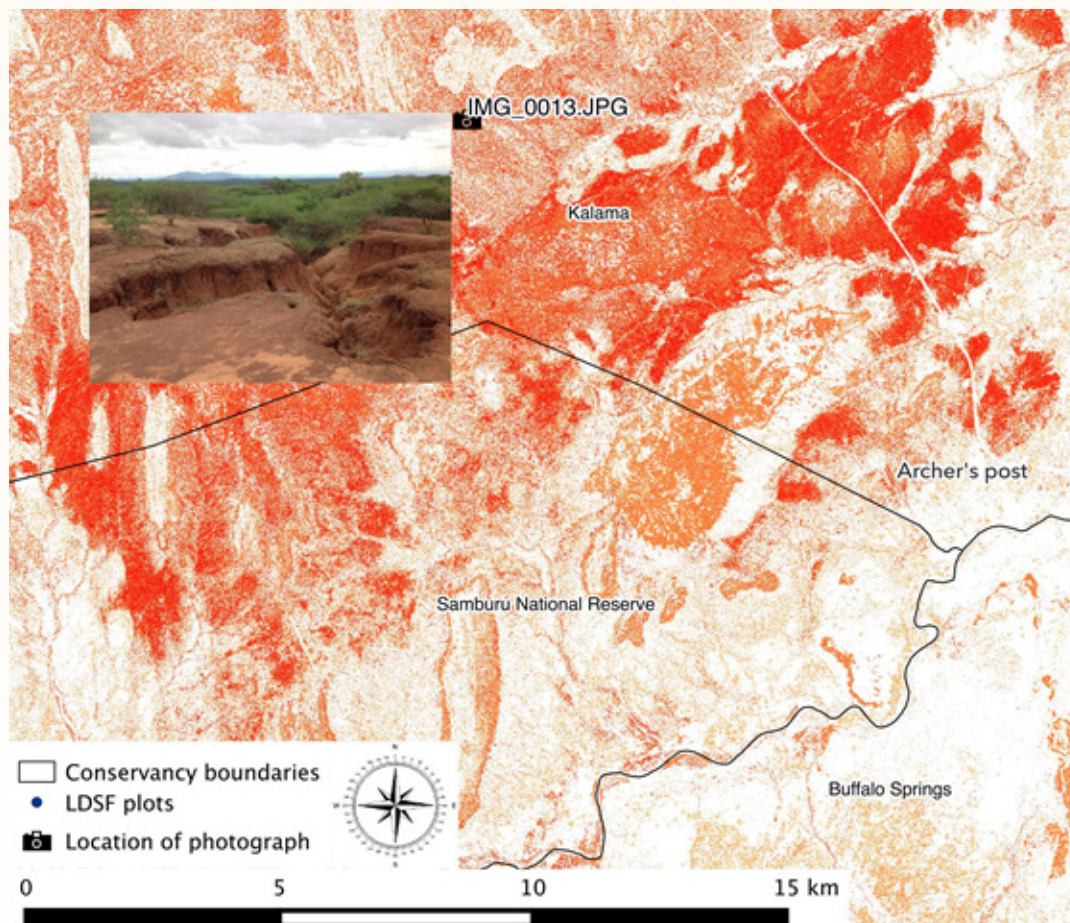 IMG_0013.JPG
Kalama
Archer's post
Samburu National Reserve
Buffalo Springs
Conservancy boundaries
LDSF plots
Location of photograph
N
W
E
S
0 5 10 15 km